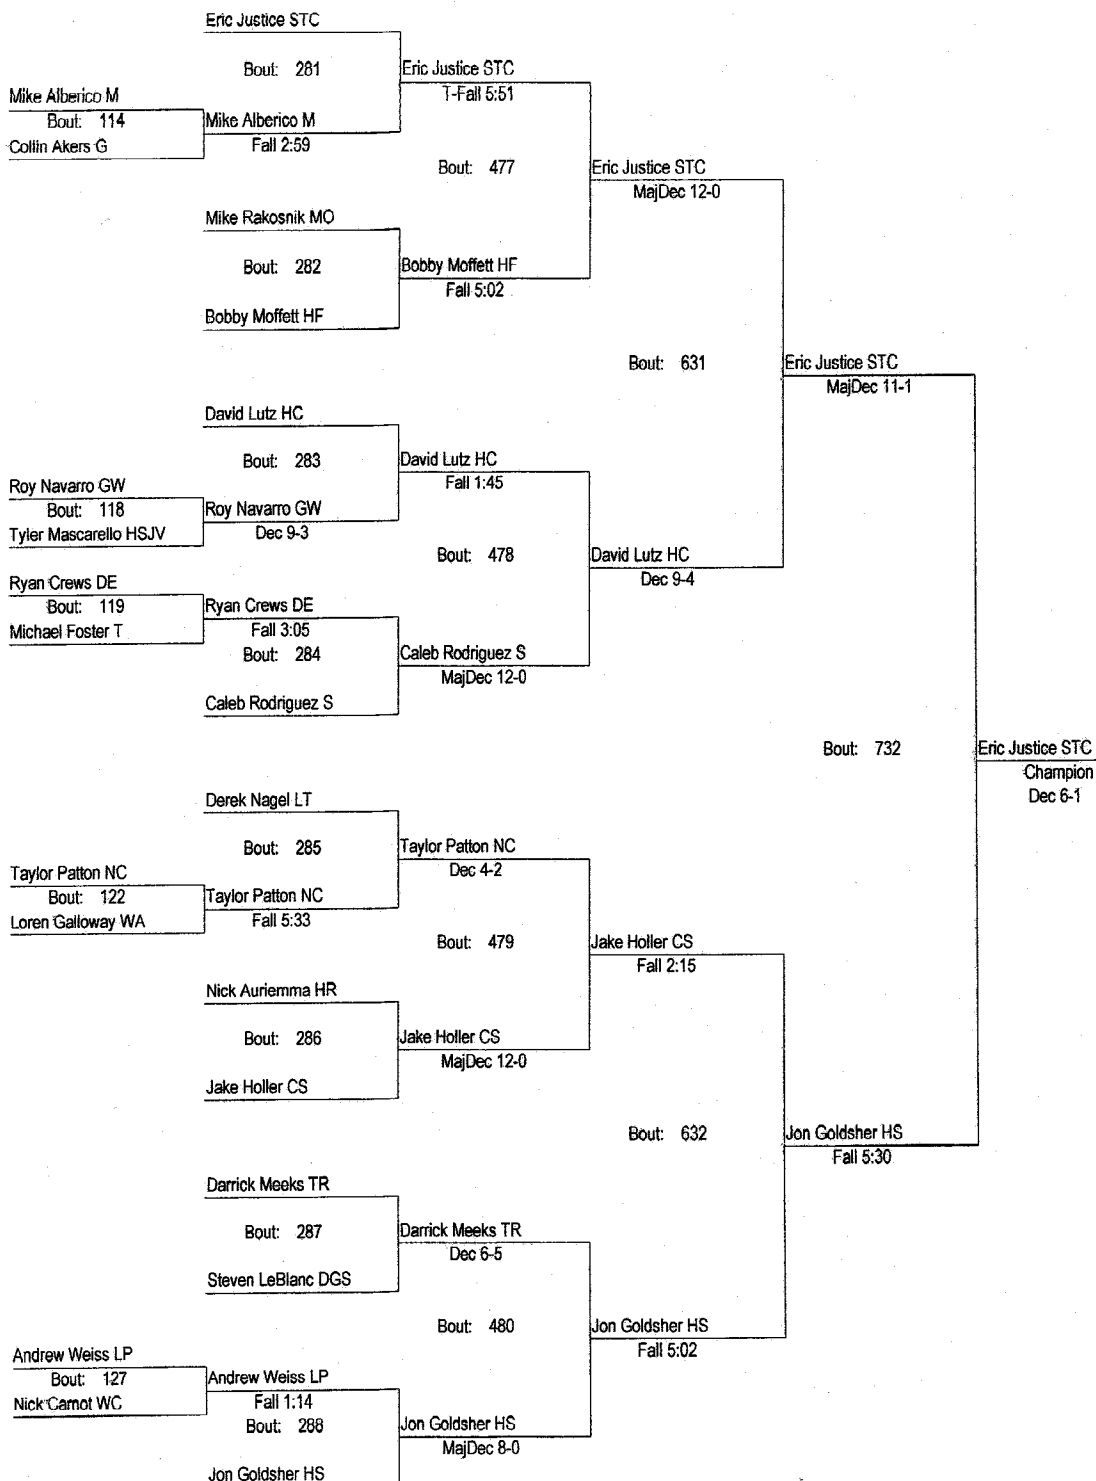 Eric Justice STC
Bout: 281
Eric Justice STC
T-Fall 5:51
Mike Alberico M
Bout: 114
Collin Akers G
Mike Alberico M
Fall 2:59
Bout: 477
Eric Justice STC
MajDec 12-0
Mike Rakosnik MO
Bout: 282
Bobby Moffett HF
Fall 5:02
Bobby Moffett HF
Bout: 631
Eric Justice STC
MajDec 11-1
David Lutz HC
Bout: 283
David Lutz HC
Fall 1:45
Roy Navarro GW
Bout: 118
Tyler Mascarello HSJV
Roy Navarro GW
Dec 9-3
Bout: 478
David Lutz HC
Dec 9-4
Ryan Crews DE
Bout: 119
Michael Foster T
Ryan Crews DE
Fall 3:05
Bout: 284
Caleb Rodriguez S
MajDec 12-0
Caleb Rodriguez S
Bout: 732
Eric Justice STC
Champion
Dec 6-1
Derek Nagel LT
Bout: 285
Taylor Patton NC
Dec 4-2
Taylor Patton NC
Bout: 122
Loren Galloway WA
Taylor Patton NC
Fall 5:33
Bout: 479
Jake Holler CS
Fall 2:15
Nick Auriemma HR
Bout: 286
Jake Holler CS
MajDec 12-0
Jake Holler CS
Bout: 632
Jon Goldsher HS
Fall 5:30
Darrick Meeks TR
Bout: 287
Darrick Meeks TR
Dec 6-5
Steven LeBlanc DGS
Bout: 480
Jon Goldsher HS
Fall 5:02
Andrew Weiss LP
Bout: 127
Nick Carnot WC
Andrew Weiss LP
Fall 1:14
Bout: 288
Jon Goldsher HS
MajDec 8-0
Jon Goldsher HS